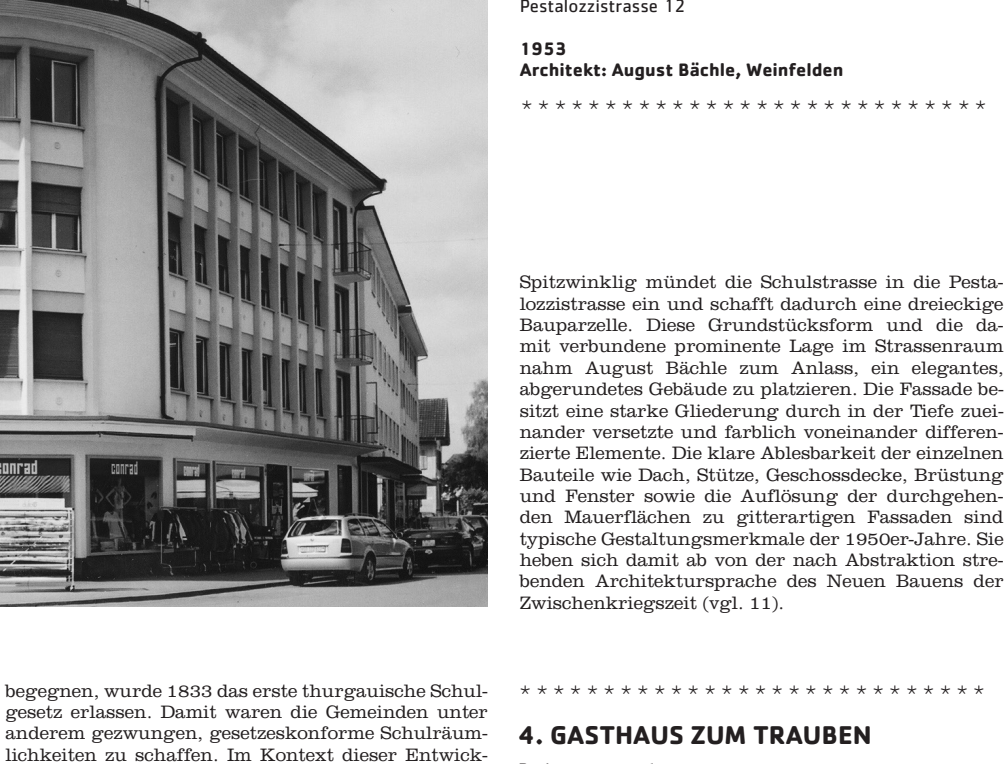 Pestalozzistrasse 12
1953
Architekt: August Bächle, Weinfelden
* * * * * * * * * * * * * * * * * * * * * * * * * * * *
Spitzwinklig mündet die Schulstrasse in die Pesta-
lozzistrasse ein und schafft dadurch eine dreieckige
Bauparzelle. Diese Grundstücksform und die da-
mit verbundene prominente Lage im Strassenraum
nahm August Bächle zum Anlass, ein elegantes,
abgerundetes Gebäude zu platzieren. Die Fassade be-
sitzt eine starke Gliederung durch in der Tiefe zuei-
nander versetzte und farblich voneinander differen-
zierte Elemente. Die klare Ablesbarkeit der einzelnen
Bauteile wie Dach, Stütze, Geschossdecke, Brüstung
und Fenster sowie die Auflösung der durchgehen-
den Mauerflächen zu gitterartigen Fassaden sind
typische Gestaltungsmerkmale der 1950er-Jahre. Sie
heben sich damit ab von der nach Abstraktion stre-
benden Architektursprache des Neuen Bauens der
Zwischenkriegszeit (vgl. 11).
conrad
conrad
conrad
conrad
begegnen, wurde 1833 das erste thurgauische Schul-
gesetz erlassen. Damit waren die Gemeinden unter
anderem gezwungen, gesetzeskonforme Schulräum-
lichkeiten zu schaffen. Im Kontext dieser Entwick-
* * * * * * * * * * * * * * * * * * * * * * * * * * * *
4. GASTHAUS ZUM TRAUBEN